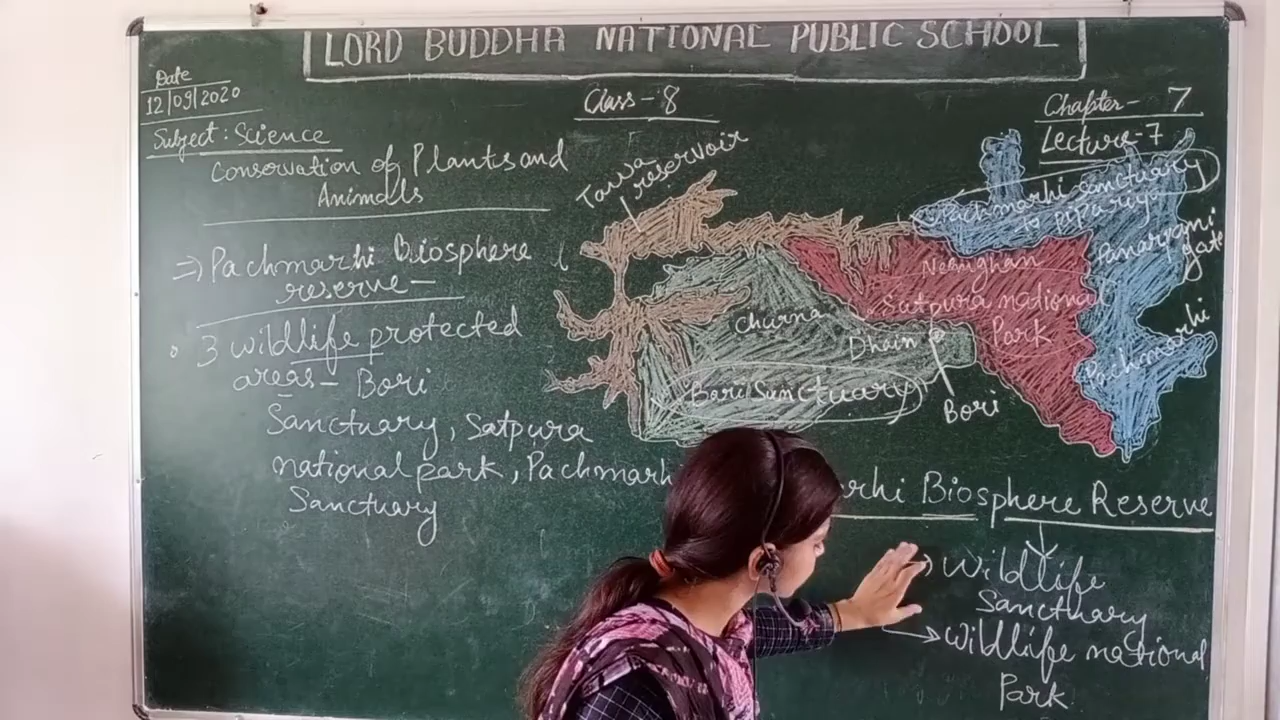 LORD BUDDHA NATIONAL PUBLIC SCHOOL
Date
12/09/2020
Class - 8
Chapter - 7
Subject : Science
Lecture - 7
Conservation of Plants and
Animals
=> Pachmarhi Biosphere
reserve -
3 wildlife protected
areas - Bori
Sanctuary, Satpura
national park, Pachmarh
Sanctuary
Tawa
reservoir
Pachmarhi sanctuary
to pipariya
Panarpani
gate
Satpura national
Park
Churna
Dhain
Bori Sanctuary
Bori
Pachmarhi
rhi Biosphere Reserve
Wildlife
Sanctuary
Wildlife national
Park